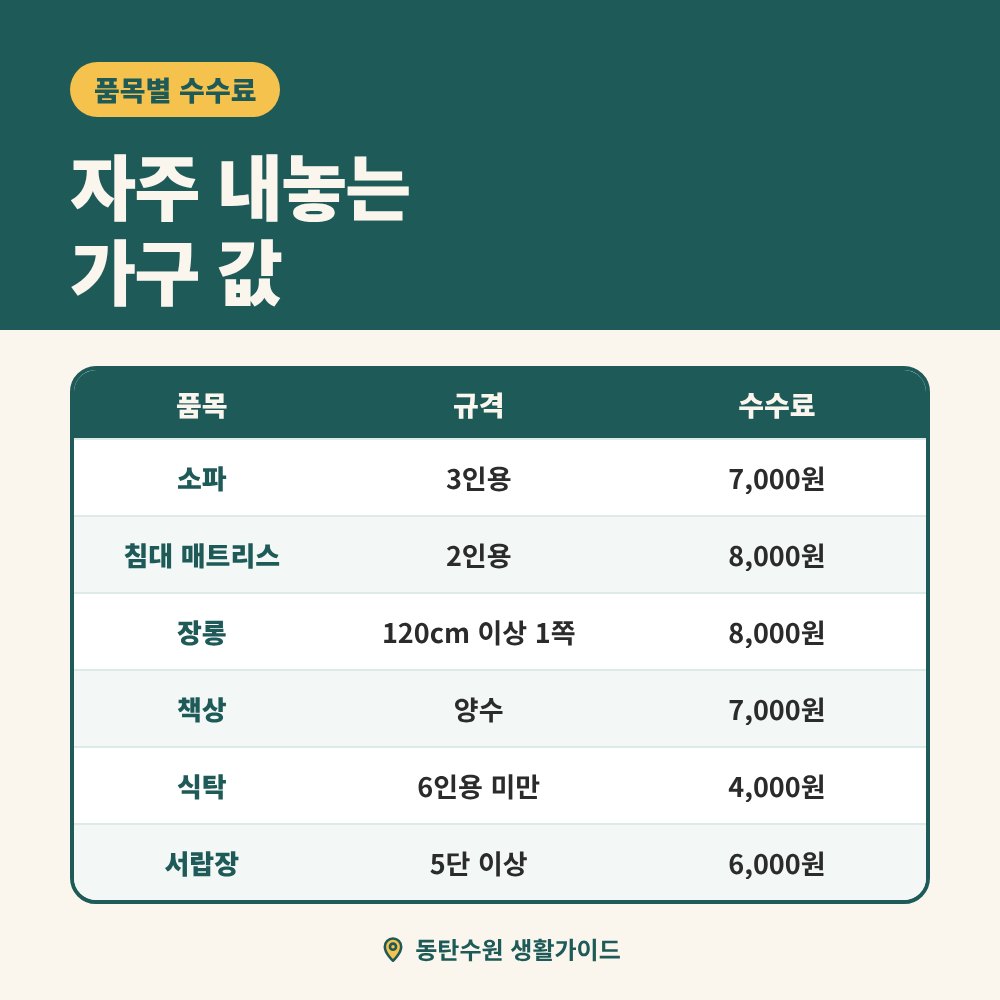 품목별 수수료
자주 내놓는
가구 값
품목 규격 수수료
소파 3인용 7,000원
침대 매트리스 2인용 8,000원
장롱 120cm 이상 1쪽 8,000원
책상 양수 7,000원
식탁 6인용 미만 4,000원
서랍장 5단 이상 6,000원
동탄수원 생활가이드